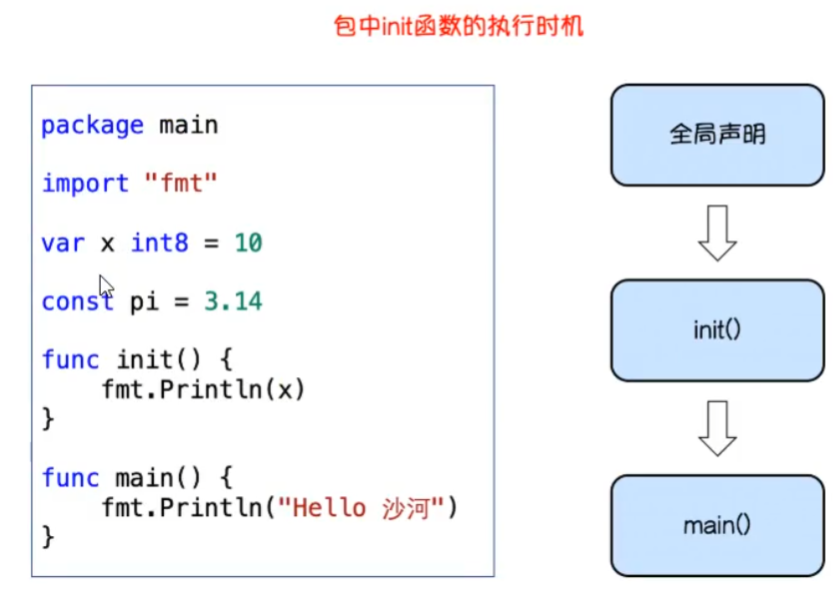 包中init函数的执行时机
package main
import "fmt"
var x int8 = 10
const pi = 3.14
func init() {
    fmt.Println(x)
}
func main() {
    fmt.Println("Hello 沙河")
}
全局声明
init()
main()